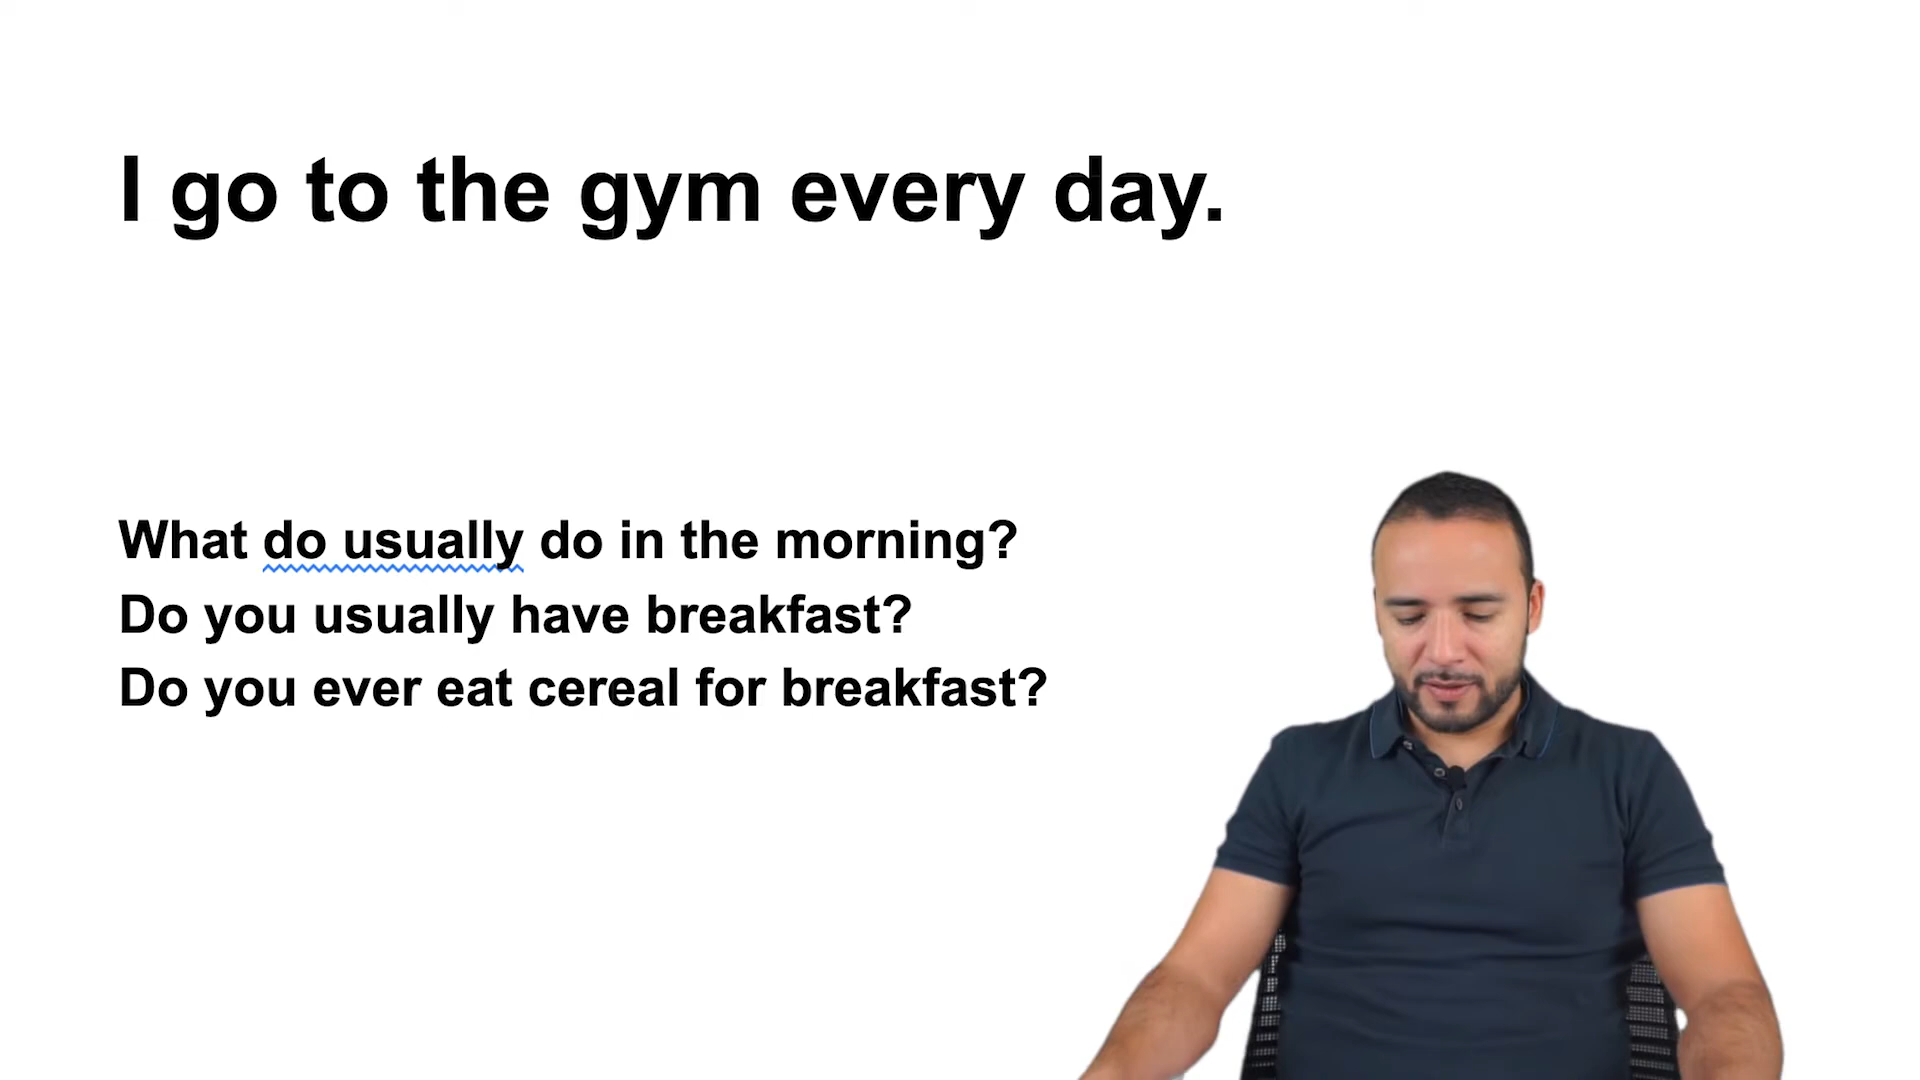 I go to the gym every day.
What do usually do in the morning?
Do you usually have breakfast?
Do you ever eat cereal for breakfast?